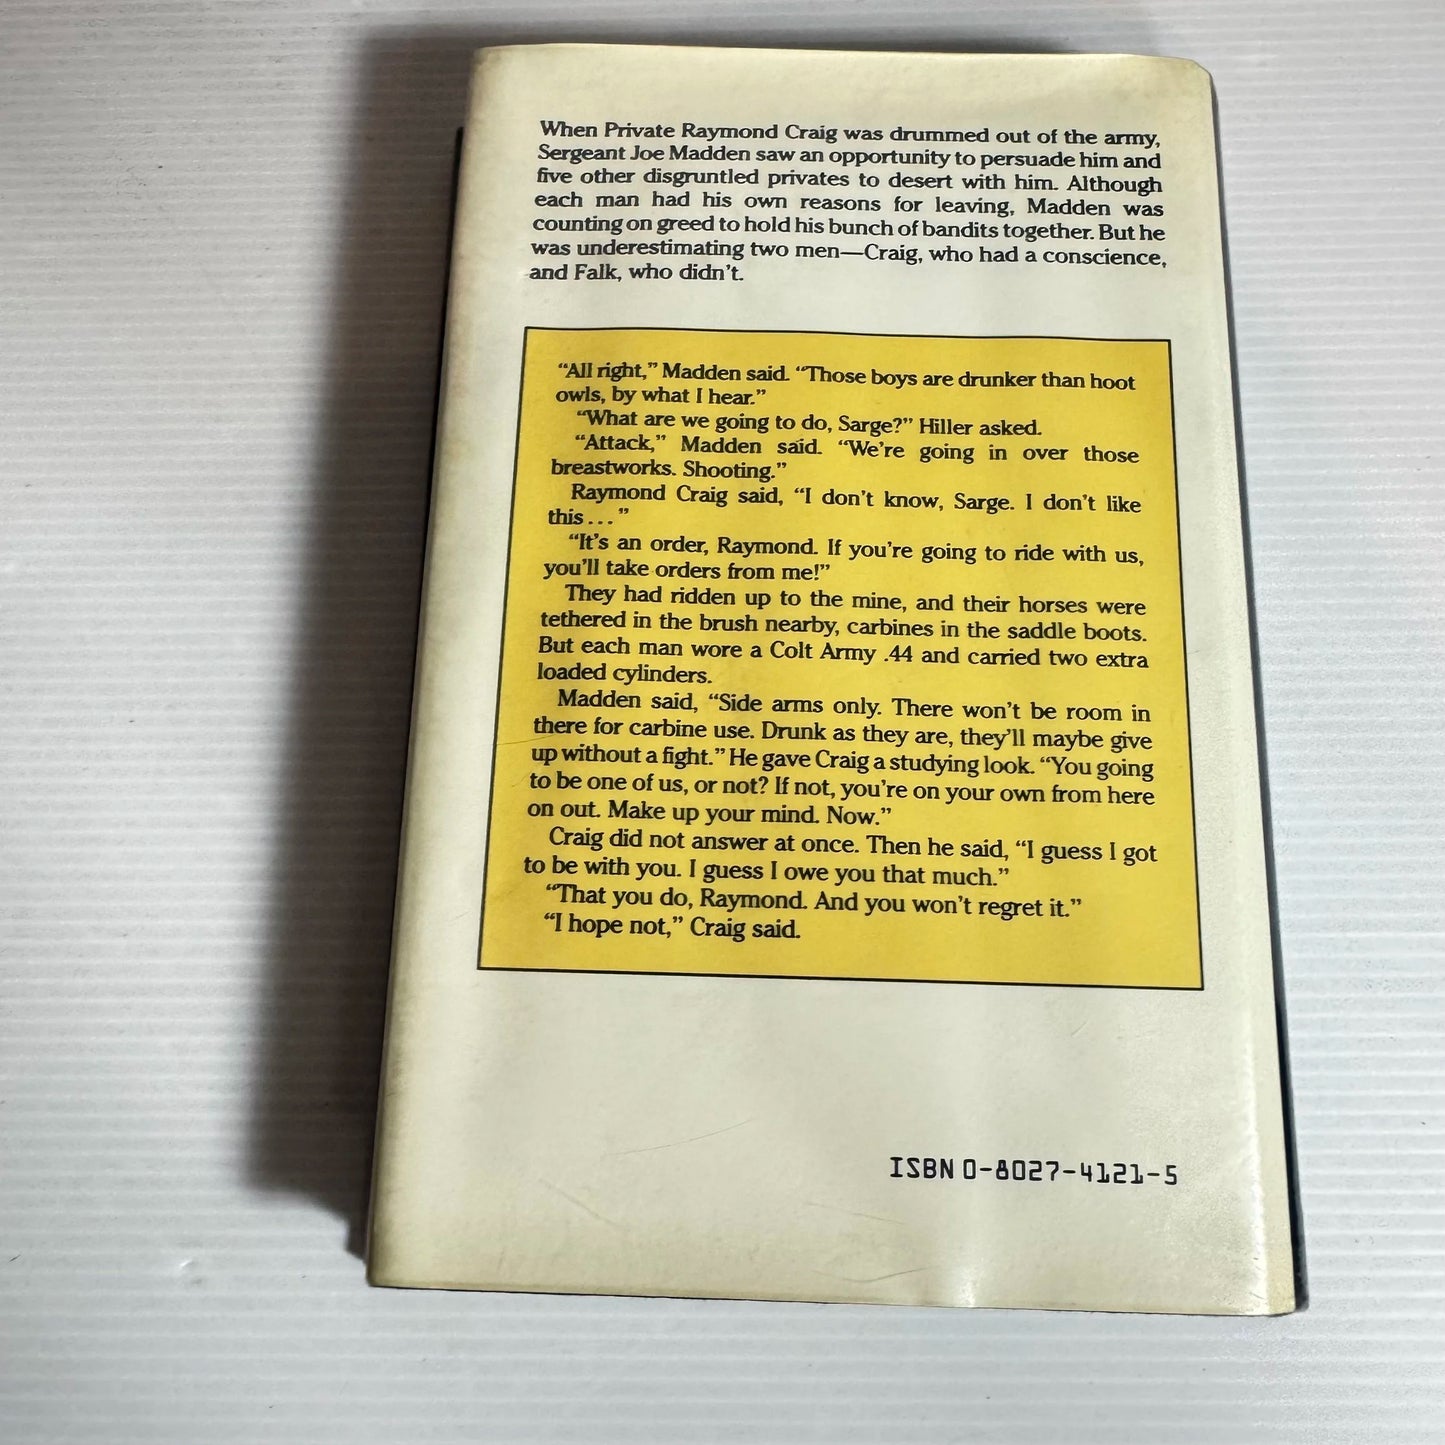 When Private Raymond Craig was drummed out of the army,
Sergeant Joe Madden saw an opportunity to persuade him and
five other disgruntled privates to desert with him. Although
each man had his own reasons for leaving, Madden was
counting on greed to hold his bunch of bandits together. But he
was underestimating two men—Craig, who had a conscience,
and Falk, who didn't.
“All right,” Madden said. “Those boys are drunker than hoot
owls, by what I hear.”
“What are we going to do, Sarge?” Hiller asked.
“Attack,” Madden said. “We're going in over those
breastworks. Shooting.”
Raymond Craig said, “I don't know, Sarge. I don't like
this . . . ”
“It's an order, Raymond. If you're going to ride with us,
you'll take orders from me!”
They had ridden up to the mine, and their horses were
tethered in the brush nearby, carbines in the saddle boots.
But each man wore a Colt Army .44 and carried two extra
loaded cylinders.
Madden said, “Side arms only. There won't be room in
there for carbine use. Drunk as they are, they'll maybe give
up without a fight.” He gave Craig a studying look. “You going
to be one of us, or not? If not, you're on your own from here
on out. Make up your mind. Now.”
Craig did not answer at once. Then he said, “I guess I got
to be with you. I guess I owe you that much.”
“That you do, Raymond. And you won't regret it.”
“I hope not,” Craig said.
ISBN 0-8027-4121-5